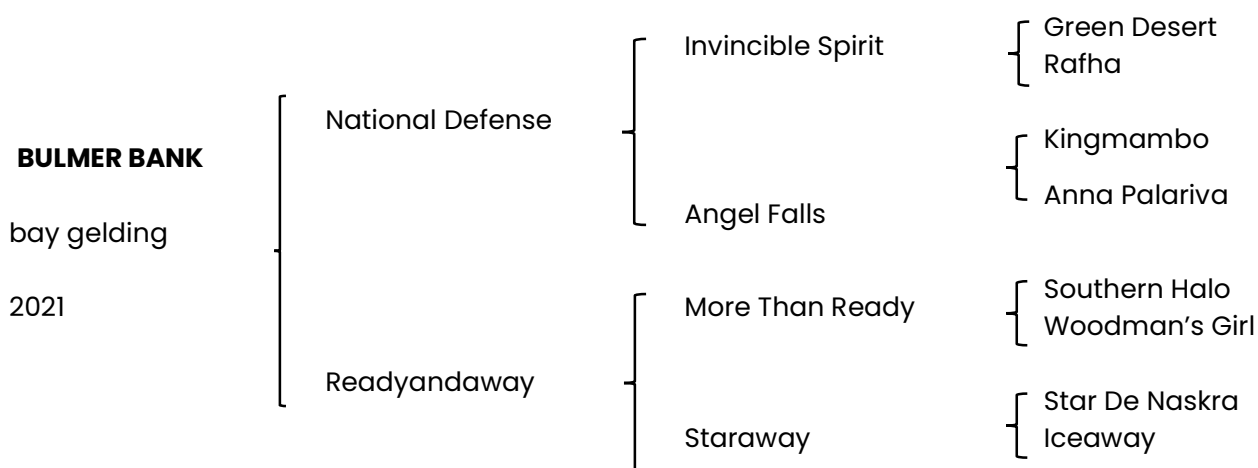 BULMER BANK
bay gelding
2021
National Defense
Readyandaway
Invincible Spirit
Angel Falls
More Than Ready
Staraway
Green Desert
Rafha
Kingmambo
Anna Palariva
Southern Halo
Woodman’s Girl
Star De Naskra
Iceaway